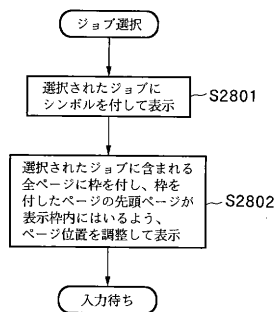 ジョブ選択
選択されたジョブに
シンボルを付して表示
S2801
選択されたジョブに含まれる
全ページに枠を付し、枠を
付したページの先頭ページが
表示枠内にはいるよう、
ページ位置を調整して表示
S2802
入力待ち